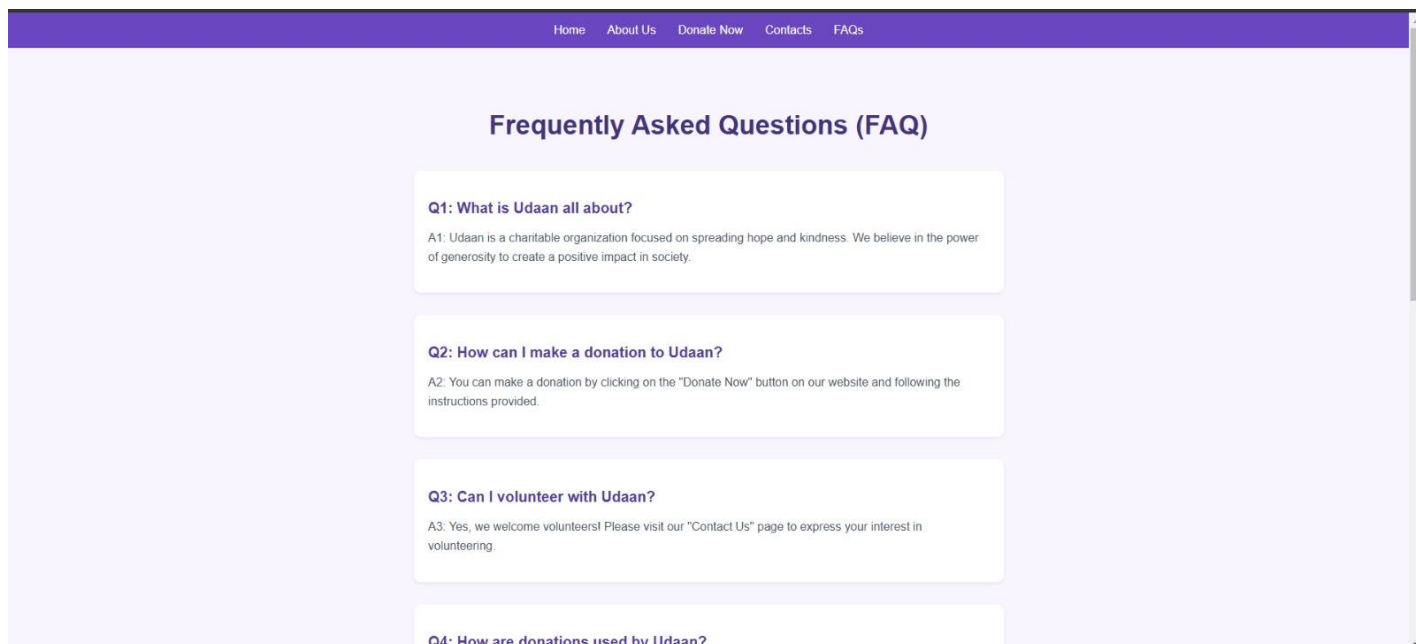 Home About Us Donate Now Contacts FAQs
Frequently Asked Questions (FAQ)
Q1: What is Udaan all about?
A1: Udaan is a charitable organization focused on spreading hope and kindness. We believe in the power
of generosity to create a positive impact in society.
Q2: How can I make a donation to Udaan?
A2: You can make a donation by clicking on the "Donate Now" button on our website and following the
instructions provided.
Q3: Can I volunteer with Udaan?
A3: Yes, we welcome volunteers! Please visit our "Contact Us" page to express your interest in
volunteering.
Q4: How are donations used by Udaan?